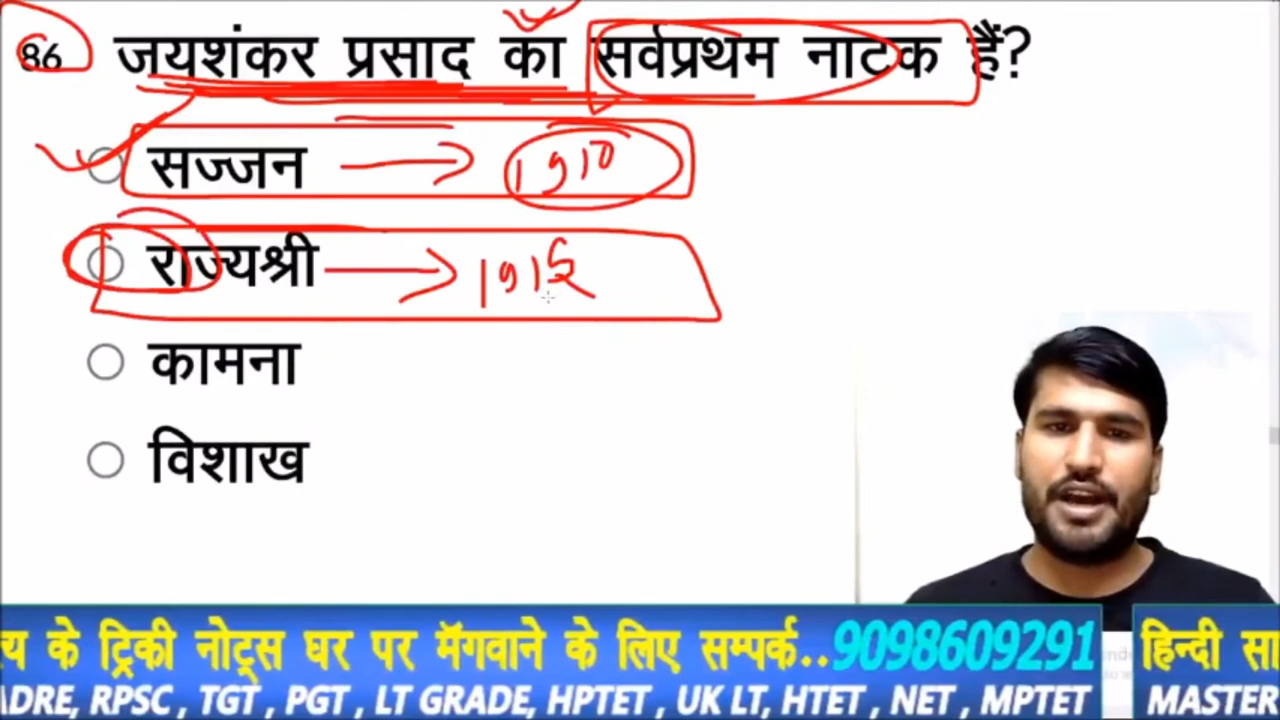 86 जयशंकर प्रसाद का सर्वप्रथम नाटक हैं?
सज्जन → 1910
राज्यश्री → 1915
कामना
विशाख
य के ट्रिकी नोट्स घर पर मँगवाने के लिए सम्पर्क..9098609291 हिन्दी सा
ADRE, RPSC , TGT , PGT , LT GRADE, HPTET , UK LT, HTET , NET , MPTET MASTER